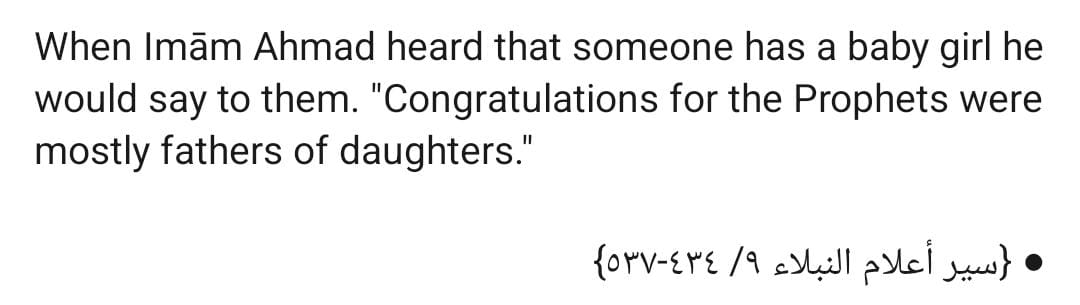 When Imām Ahmad heard that someone has a baby girl he
would say to them. "Congratulations for the Prophets were
mostly fathers of daughters."
• {سير أعلام النبلاء ٩/ ٤٣٤-٥٣٧}